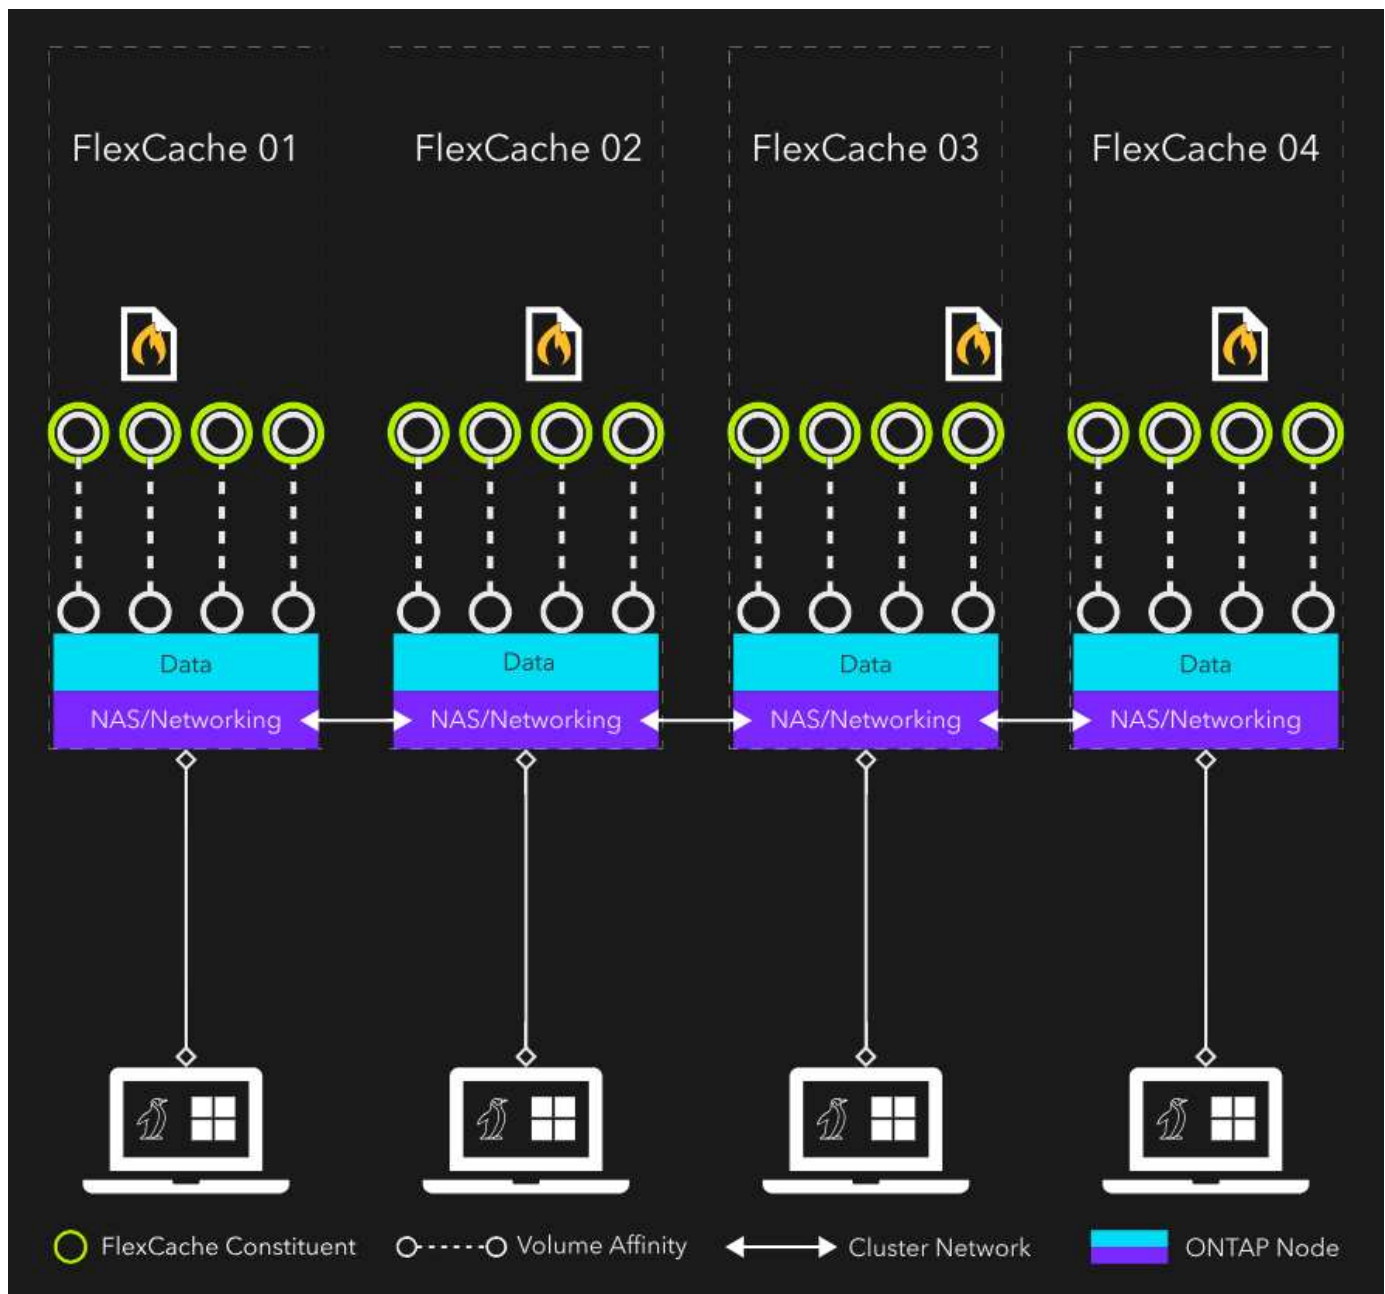 FlexCache 01
FlexCache 02
FlexCache 03
FlexCache 04
Data
Data
Data
Data
NAS/Networking
NAS/Networking
NAS/Networking
NAS/Networking
FlexCache Constituent
Volume Affinity
Cluster Network
ONTAP Node